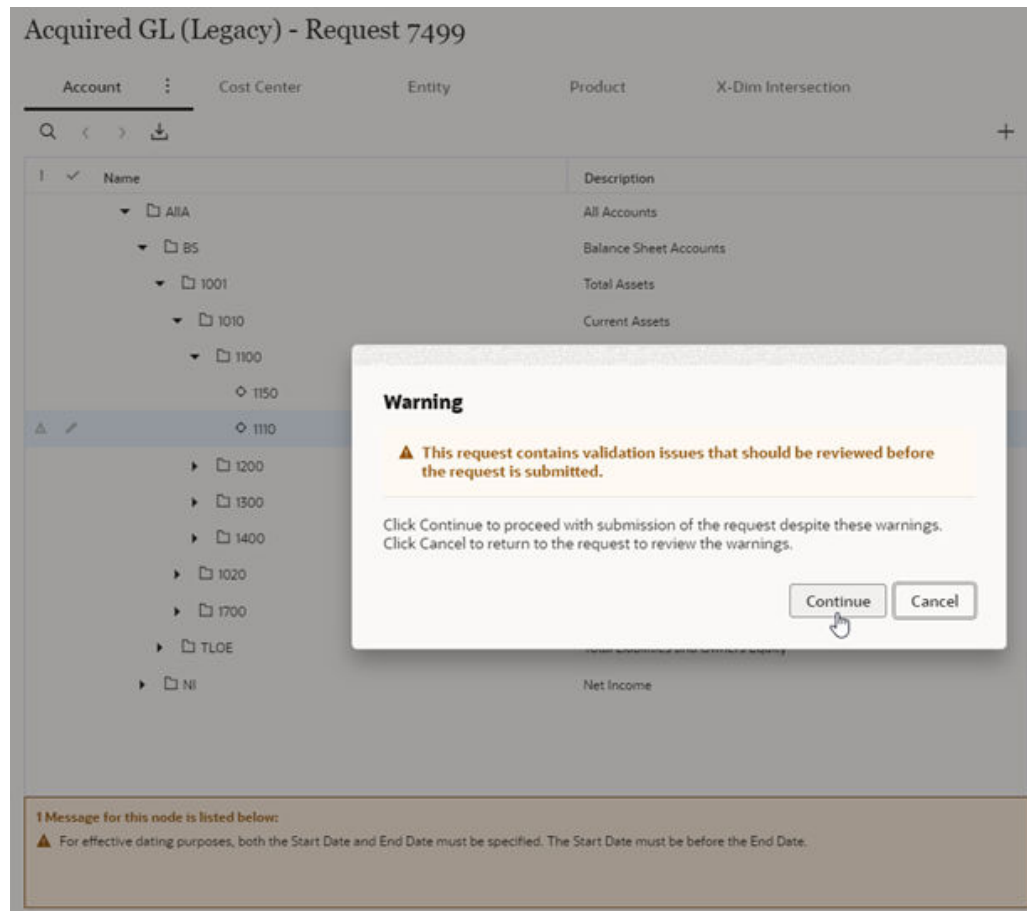 Acquired GL (Legacy) - Request 7499
Account Cost Center Entity Product X-Dim Intersection
! Name Description
AllA All Accounts
BS Balance Sheet Accounts
1001 Total Assets
1010 Current Assets
1100
1150
1110
1200
1300
1400
1020
1700
TLOE Total Liabilities and Owners Equity
NI Net Income
Warning
This request contains validation issues that should be reviewed before
the request is submitted.
Click Continue to proceed with submission of the request despite these warnings.
Click Cancel to return to the request to review the warnings.
Continue Cancel
1 Message for this node is listed below:
For effective dating purposes, both the Start Date and End Date must be specified. The Start Date must be before the End Date.